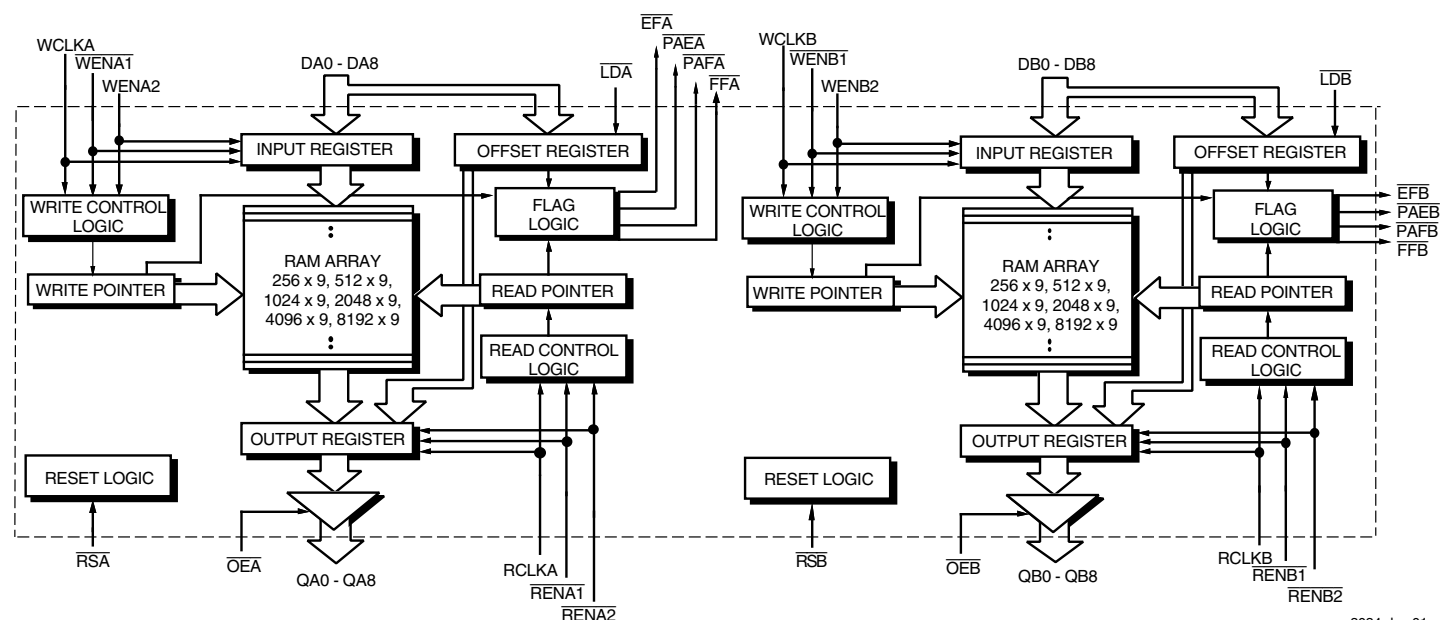 WCLKA
WENA1
WENA2
DA0 - DA8
LDA
EFA
PAEA
PAFA
FFA
INPUT REGISTER
OFFSET REGISTER
WRITE CONTROL
LOGIC
FLAG
LOGIC
WRITE POINTER
RAM ARRAY
256 x 9, 512 x 9,
1024 x 9, 2048 x 9,
4096 x 9, 8192 x 9
READ POINTER
READ CONTROL
LOGIC
OUTPUT REGISTER
RESET LOGIC
RSA
OEA
QA0 - QA8
RCLKA
RENA1
RENA2
WCLKB
WENB1
WENB2
DB0 - DB8
LDB
INPUT REGISTER
OFFSET REGISTER
WRITE CONTROL
LOGIC
FLAG
LOGIC
EFB
PAEB
PAFB
FFB
WRITE POINTER
RAM ARRAY
256 x 9, 512 x 9,
1024 x 9, 2048 x 9,
4096 x 9, 8192 x 9
READ POINTER
READ CONTROL
LOGIC
OUTPUT REGISTER
RESET LOGIC
RSB
OEB
QB0 - QB8
RCLKB
RENB1
RENB2